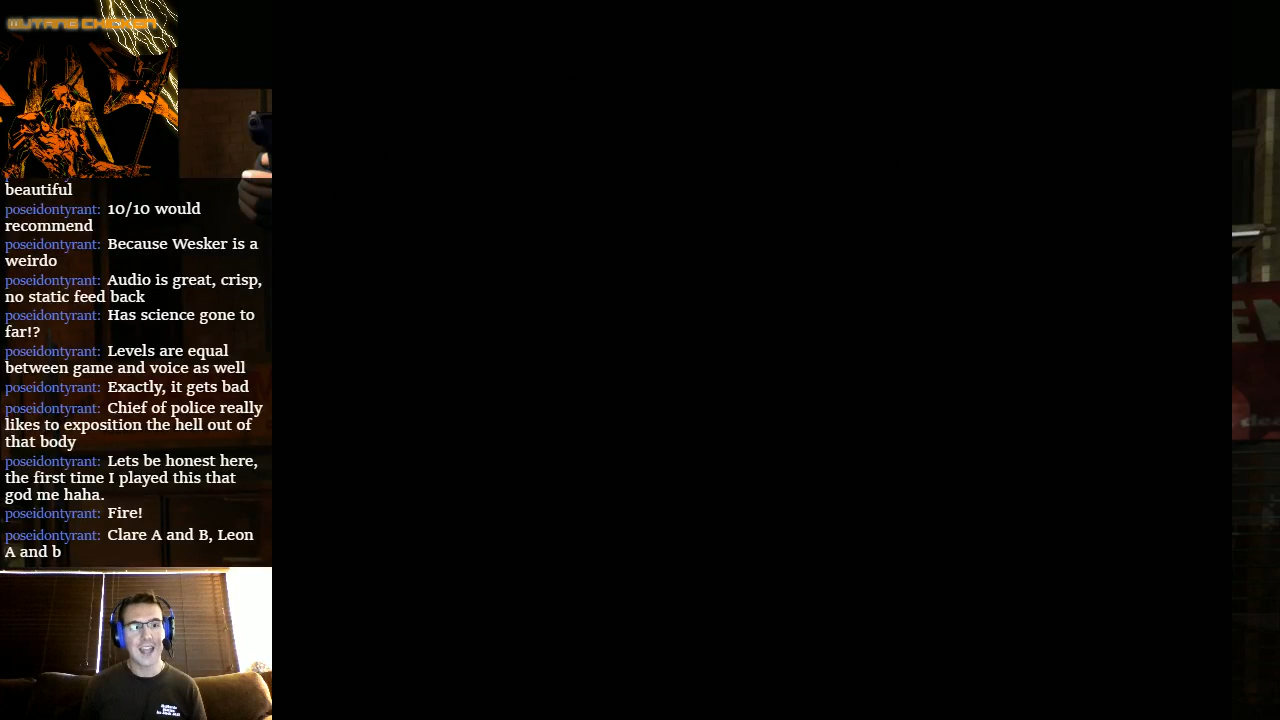 WUTANG CHICKEN
beautiful
poseidontyrant: 10/10 would
recommend
poseidontyrant: Because Wesker is a
weirdo
poseidontyrant: Audio is great, crisp,
no static feed back
poseidontyrant: Has science gone to
far!?
poseidontyrant: Levels are equal
between game and voice as well
poseidontyrant: Exactly, it gets bad
poseidontyrant: Chief of police really
likes to exposition the hell out of
that body
poseidontyrant: Lets be honest here,
the first time I played this that
god me haha.
poseidontyrant: Fire!
poseidontyrant: Clare A and B, Leon
A and b